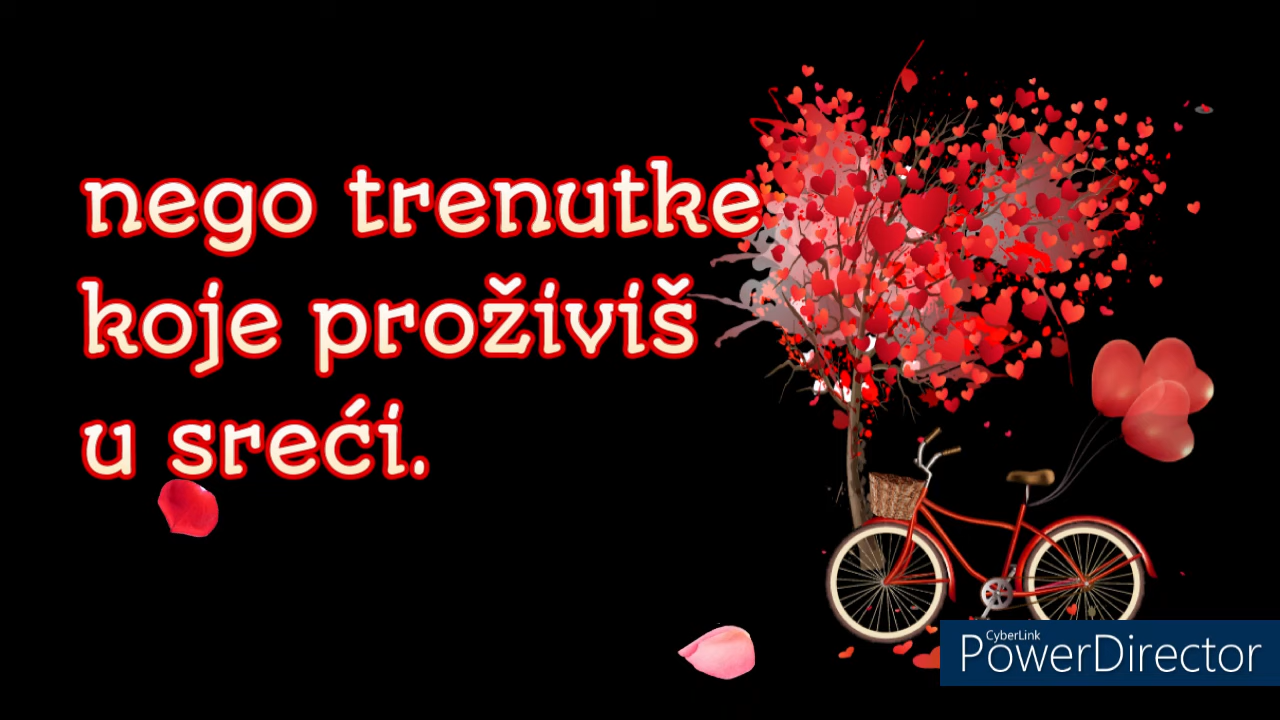 nego trenutke
koje proživiš
u sreći.
CyberLink
PowerDirector